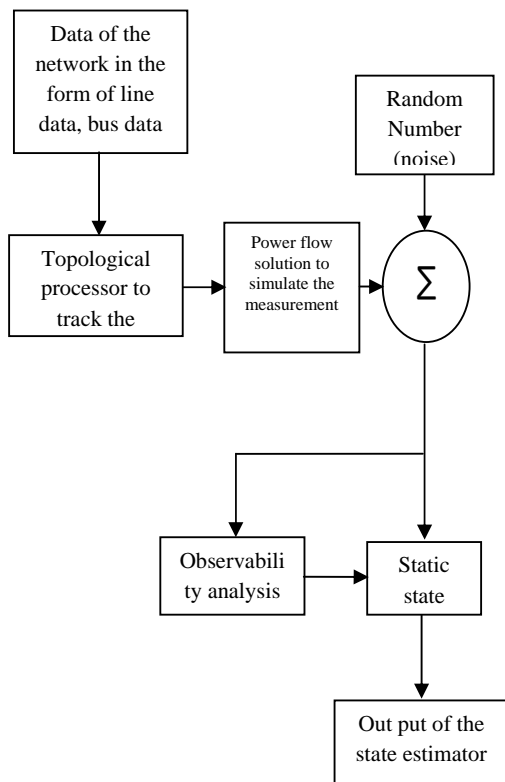 Data of the
network in the
form of line
data, bus data
Random
Number
(noise)
Topological
processor to
track the
Power flow
solution to
simulate the
measurement
Σ
Observabili
ty analysis
Static
state
Out put of the
state estimator